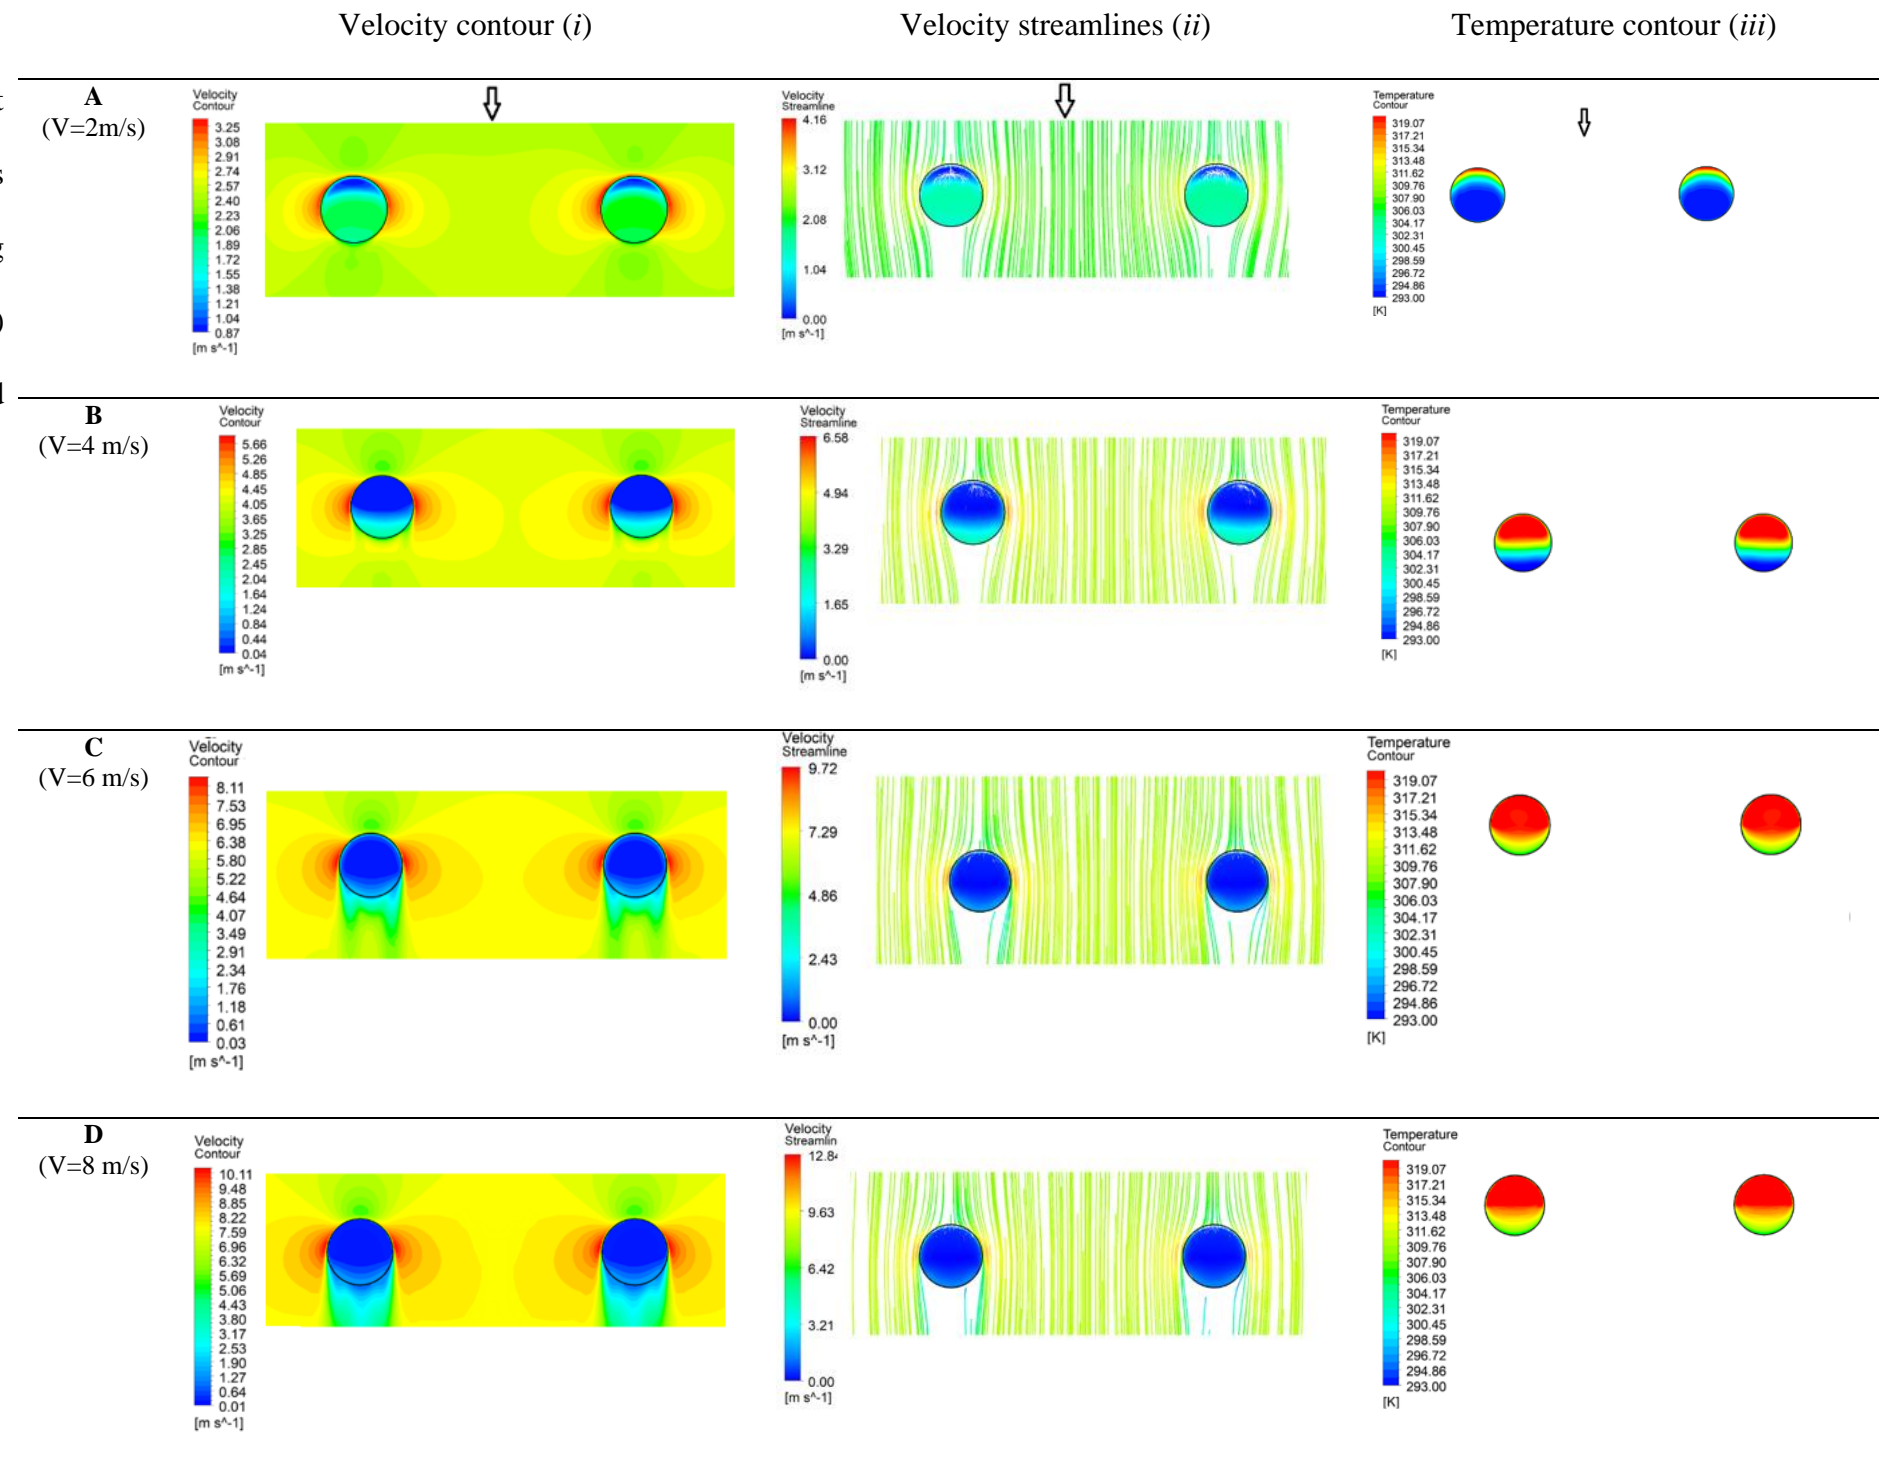 Velocity contour (i) Velocity streamlines (ii) Temperature contour (iii)
t
s
g
)
d
A
(V=2m/s)
Velocity
Contour
3.25
3.08
2.91
2.74
2.57
2.40
2.23
2.06
1.89
1.72
1.55
1.38
1.21
1.04
0.87
[m s^-1]
Velocity
Streamline
4.16
3.12
2.08
1.04
0.00
[m s^-1]
Temperature
Contour
319.07
317.21
315.34
313.48
311.62
309.76
307.90
306.03
304.17
302.31
300.45
298.59
296.72
294.86
293.00
[K]
B
(V=4 m/s)
Velocity
Contour
5.66
5.26
4.85
4.45
4.05
3.65
3.25
2.85
2.45
2.04
1.64
1.24
0.84
0.44
0.04
[m s^-1]
Velocity
Streamline
6.58
4.94
3.29
1.65
0.00
[m s^-1]
Temperature
Contour
319.07
317.21
315.34
313.48
311.62
309.76
307.90
306.03
304.17
302.31
300.45
298.59
296.72
294.86
293.00
[K]
C
(V=6 m/s)
Velocity
Contour
8.11
7.53
6.95
6.38
5.80
5.22
4.64
4.07
3.49
2.91
2.34
1.76
1.18
0.61
0.03
[m s^-1]
Velocity
Streamline
9.72
7.29
4.86
2.43
0.00
[m s^-1]
Temperature
Contour
319.07
317.21
315.34
313.48
311.62
309.76
307.90
306.03
304.17
302.31
300.45
298.59
296.72
294.86
293.00
[K]
D
(V=8 m/s)
Velocity
Contour
10.11
9.48
8.85
8.22
7.59
6.96
6.32
5.69
5.06
4.43
3.80
3.17
2.53
1.90
1.27
0.64
0.01
[m s^-1]
Velocity
Streamlin
12.84
9.63
6.42
3.21
0.00
[m s^-1]
Temperature
Contour
319.07
317.21
315.34
313.48
311.62
309.76
307.90
306.03
304.17
302.31
300.45
298.59
296.72
294.86
293.00
[K]